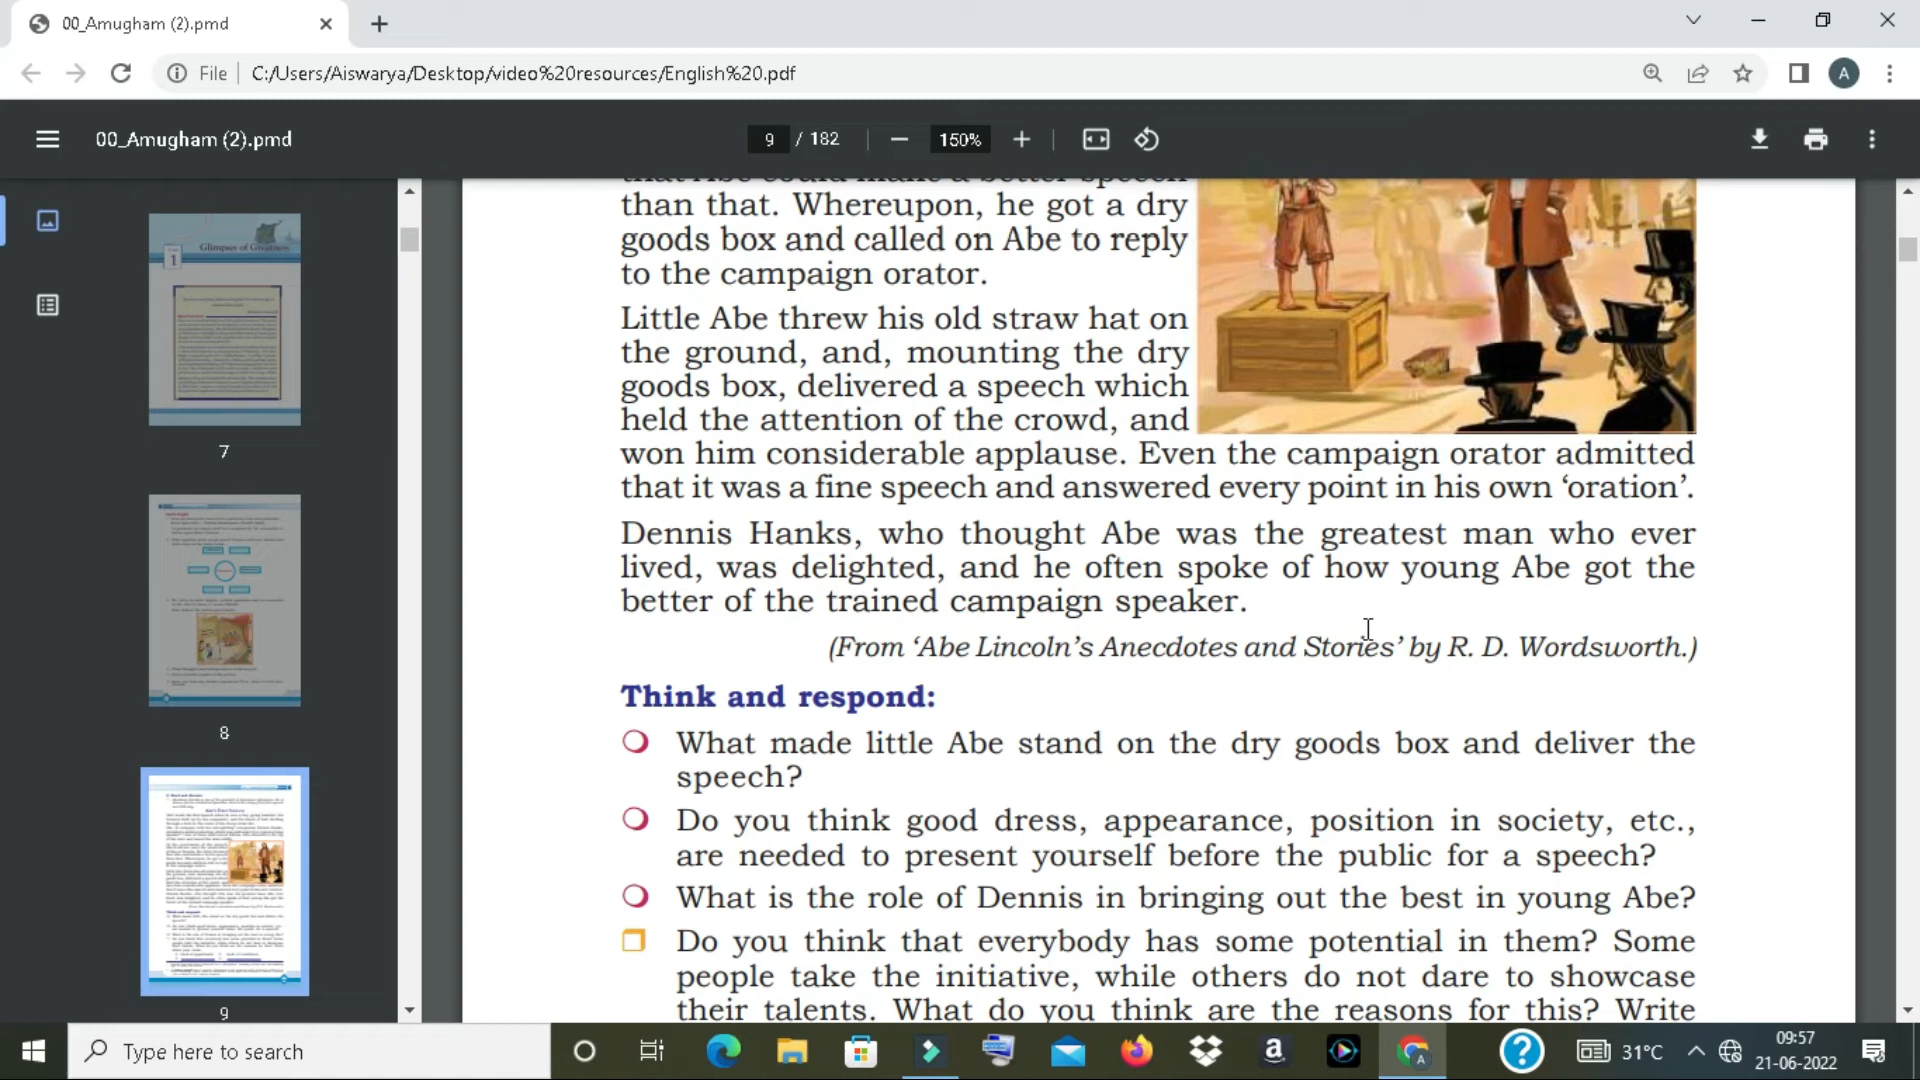 00_Amugham (2).pmd
File
C:/Users/Aiswarya/Desktop/video%20resources/English%20.pdf
A
00_Amugham (2).pmd
9 / 182
150%
Glimpses of Greatness
1
7
8
9
that Abe could make a better speech
than that. Whereupon, he got a dry
goods box and called on Abe to reply
to the campaign orator.
Little Abe threw his old straw hat on
the ground, and, mounting the dry
goods box, delivered a speech which
held the attention of the crowd, and
won him considerable applause. Even the campaign orator admitted
that it was a fine speech and answered every point in his own ‘oration’.
Dennis Hanks, who thought Abe was the greatest man who ever
lived, was delighted, and he often spoke of how young Abe got the
better of the trained campaign speaker.
(From ‘Abe Lincoln’s Anecdotes and Stories’ by R. D. Wordsworth.)
Think and respond:
What made little Abe stand on the dry goods box and deliver the
speech?
Do you think good dress, appearance, position in society, etc.,
are needed to present yourself before the public for a speech?
What is the role of Dennis in bringing out the best in young Abe?
Do you think that everybody has some potential in them? Some
people take the initiative, while others do not dare to showcase
their talents. What do you think are the reasons for this? Write
Type here to search
31°C
09:57
21-06-2022